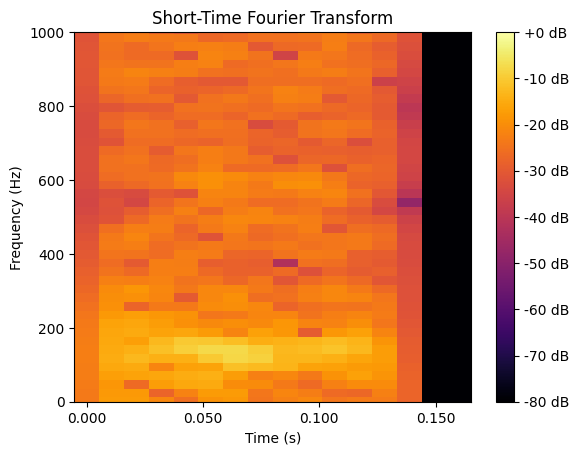 Short-Time Fourier Transform
1000
800
600
400
200
0
Frequency (Hz)
0.000
0.050
0.100
0.150
Time (s)
+0 dB
-10 dB
-20 dB
-30 dB
-40 dB
-50 dB
-60 dB
-70 dB
-80 dB